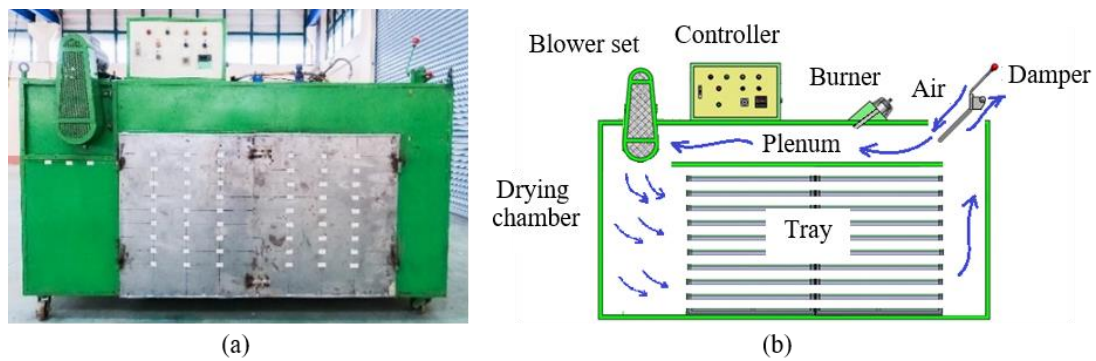 Blower set
Controller
Burner
Air
Damper
Plenum
Drying
chamber
Tray
(a)
(b)